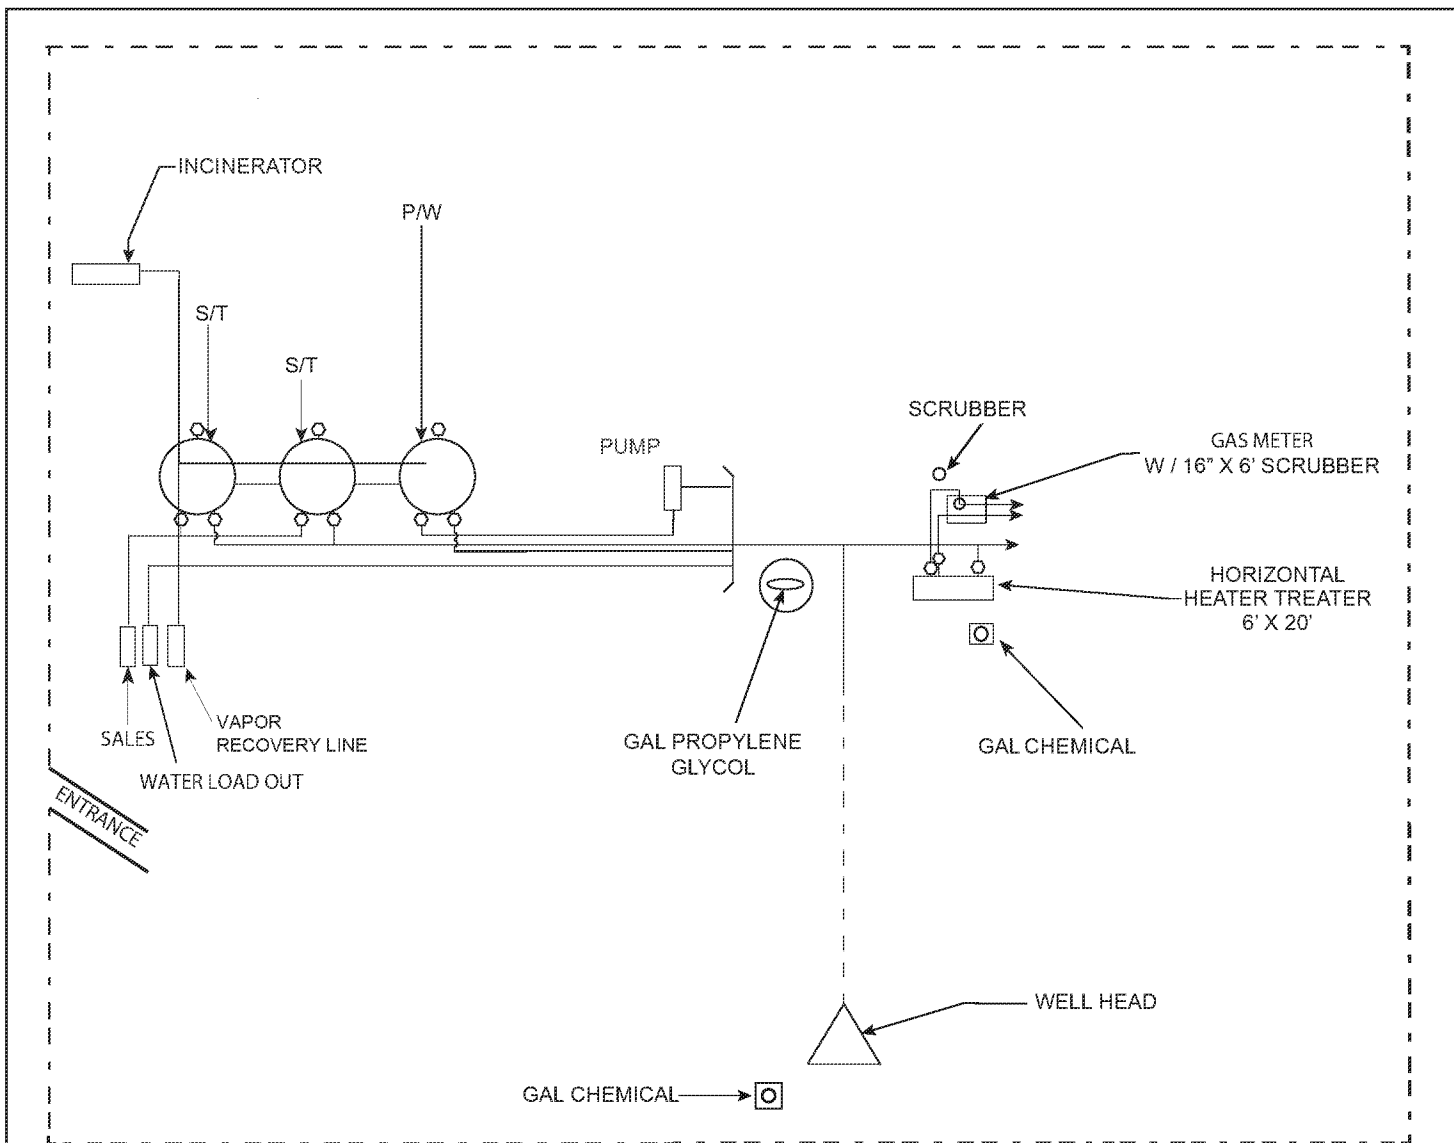 INCINERATOR
P/W
S/T
S/T
SCRUBBER
GAS METER
W / 16" X 6' SCRUBBER
PUMP
HORIZONTAL
HEATER TREATER
6' X 20'
SALES
VAPOR
RECOVERY LINE
WATER LOAD OUT
GAL PROPYLENE
GLYCOL
GAL CHEMICAL
ENTRANCE
WELL HEAD
GAL CHEMICAL